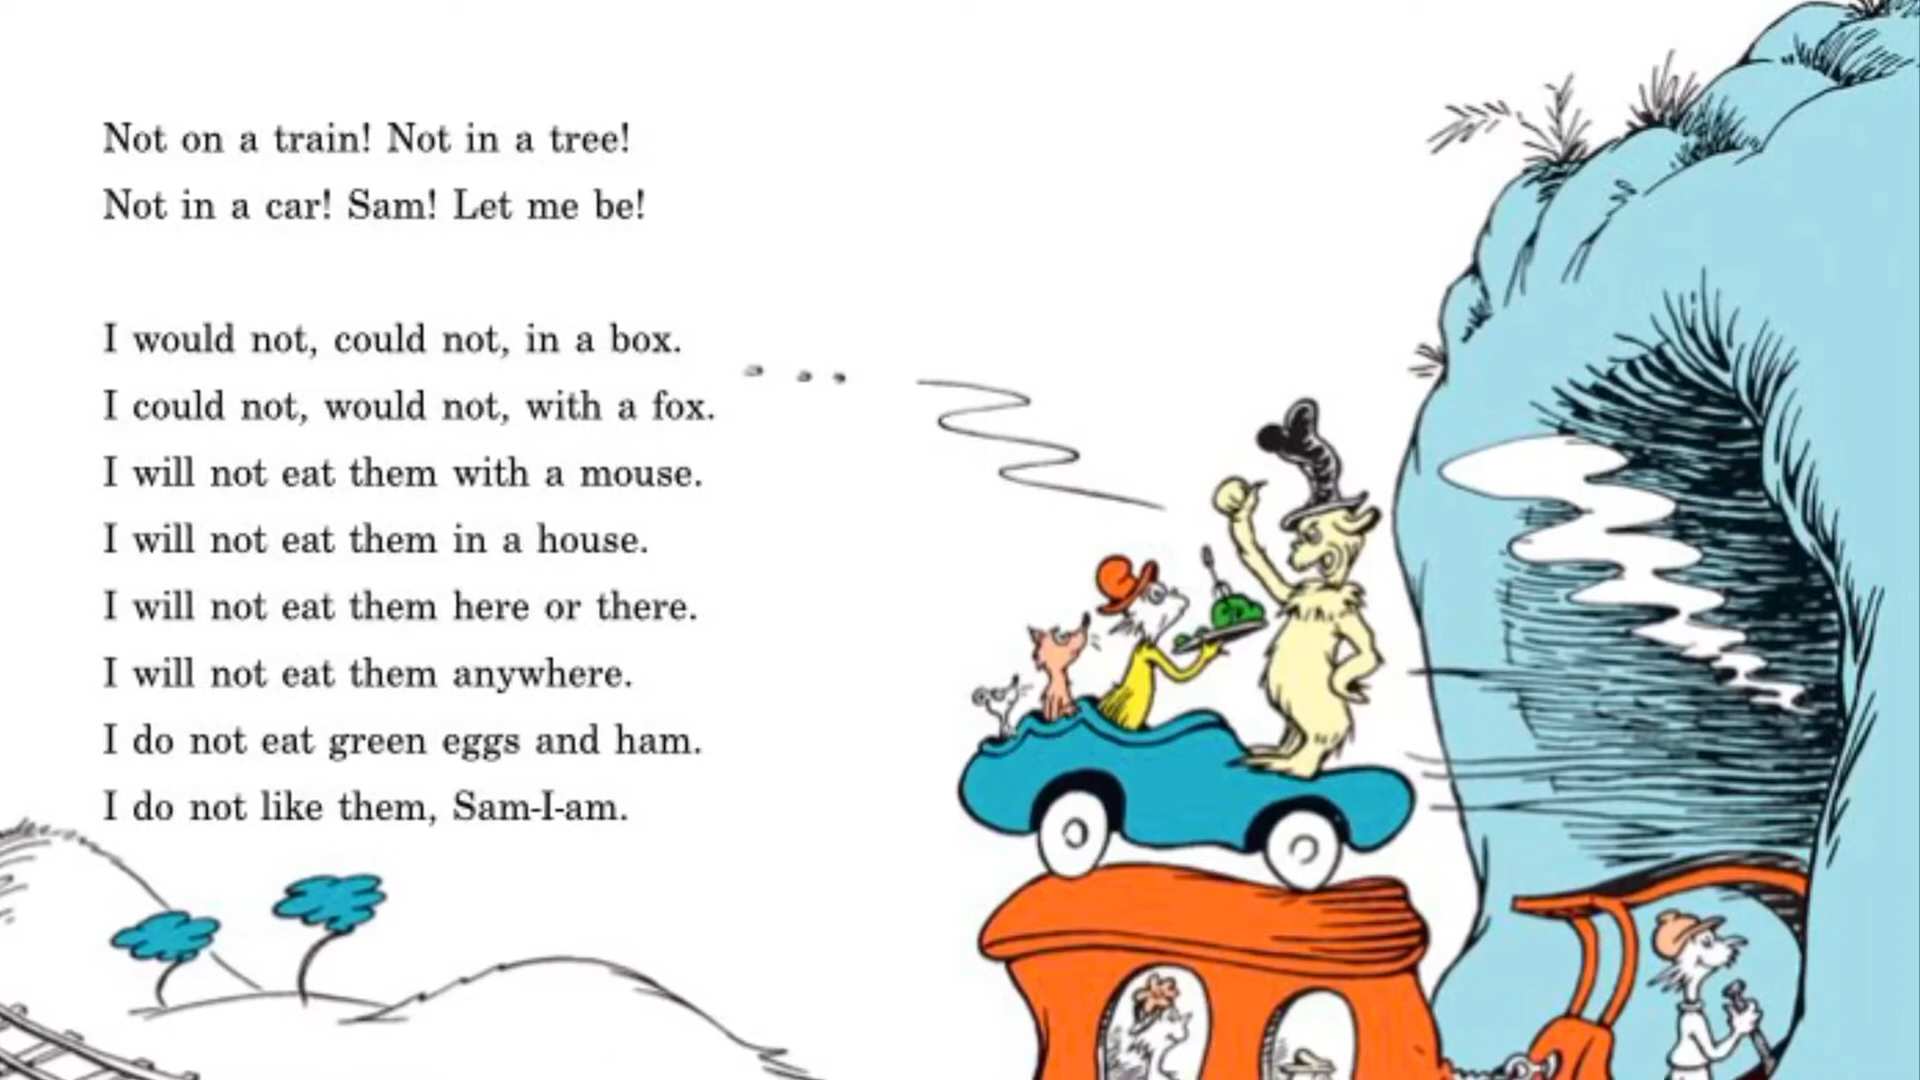 Not on a train! Not in a tree!
Not in a car! Sam! Let me be!
I would not, could not, in a box.
I could not, would not, with a fox.
I will not eat them with a mouse.
I will not eat them in a house.
I will not eat them here or there.
I will not eat them anywhere.
I do not eat green eggs and ham.
I do not like them, Sam-I-am.